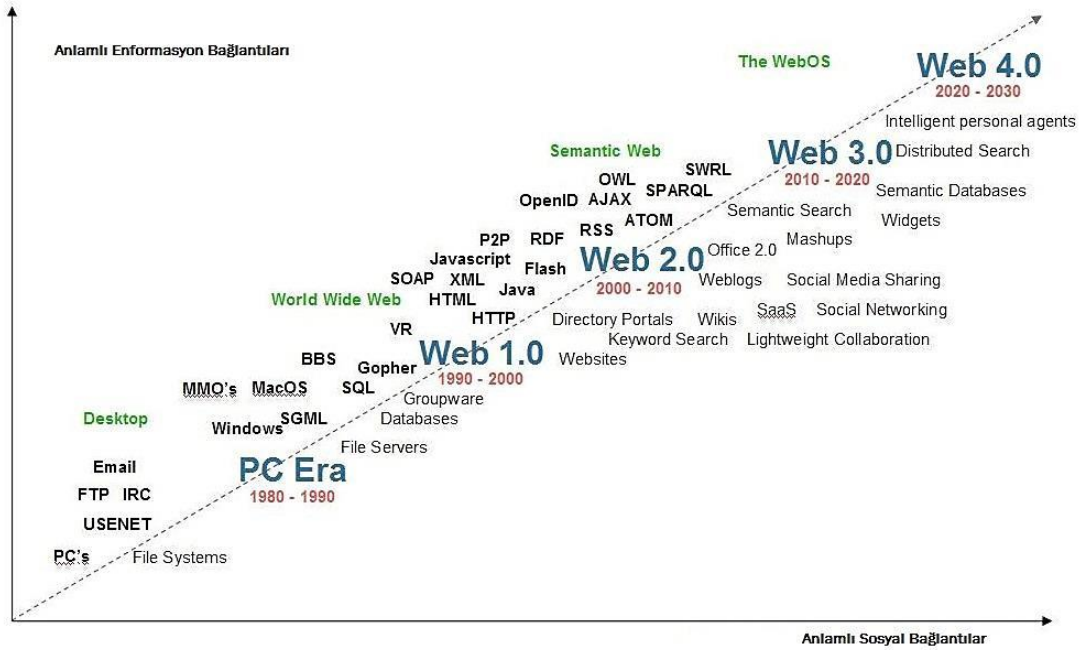 Anlamlı Enformasyon Bağlantıları
The WebOS
Web 4.0
2020 - 2030
Intelligent personal agents
Semantic Web
Web 3.0
Distributed Search
2010 - 2020
SWRL
OWL
SPARQL
Semantic Databases
OpenID
AJAX
Semantic Search
Widgets
ATOM
RSS
P2P
RDF
Mashups
Office 2.0
Javascript
Web 2.0
Flash
SOAP
XML
Weblogs
Social Media Sharing
Java
2000 - 2010
World Wide Web
HTML
SaaS
Social Networking
HTTP
Directory Portals
Wikis
VR
Keyword Search
Lightweight Collaboration
Web 1.0
Websites
BBS
Gopher
1990 - 2000
MMO's
MacOS
SQL
Groupware
Desktop
SGML
Databases
Windows
File Servers
Email
PC Era
FTP
IRC
1980 - 1990
USENET
PC's
File Systems
Anlamlı Sosyal Bağlantılar